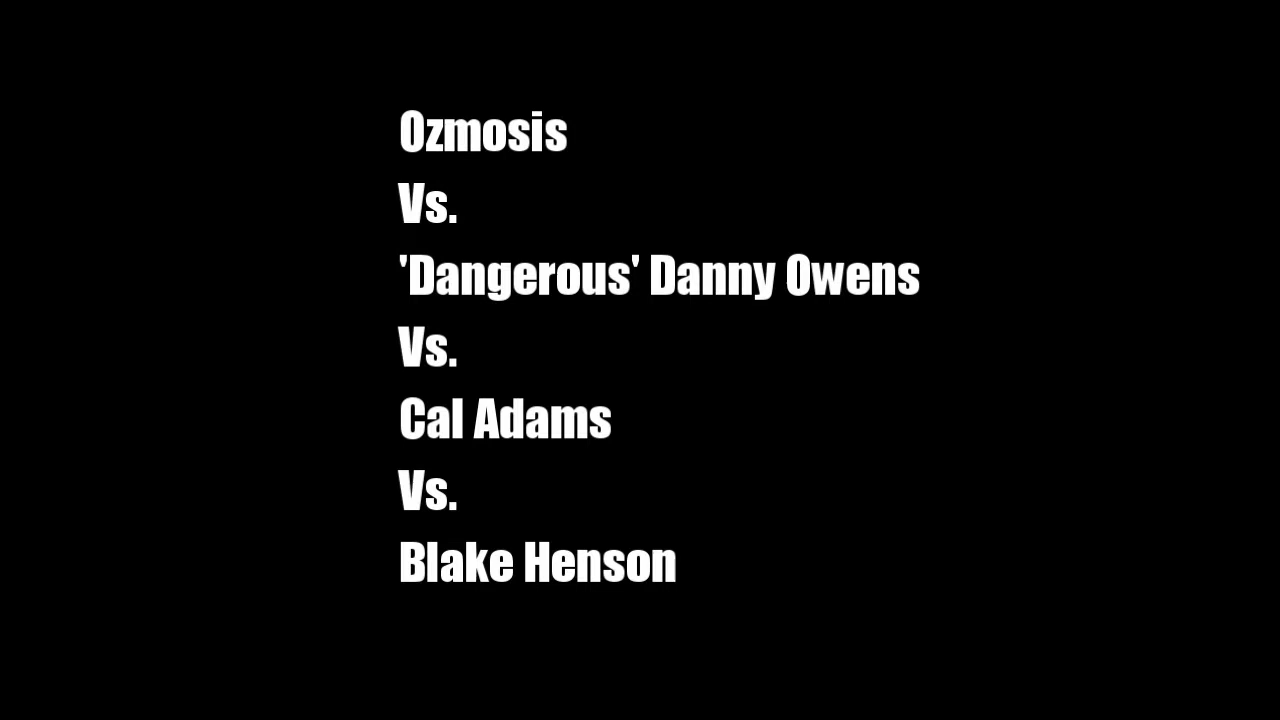 Ozmosis
Vs.
'Dangerous' Danny Owens
Vs.
Cal Adams
Vs.
Blake Henson